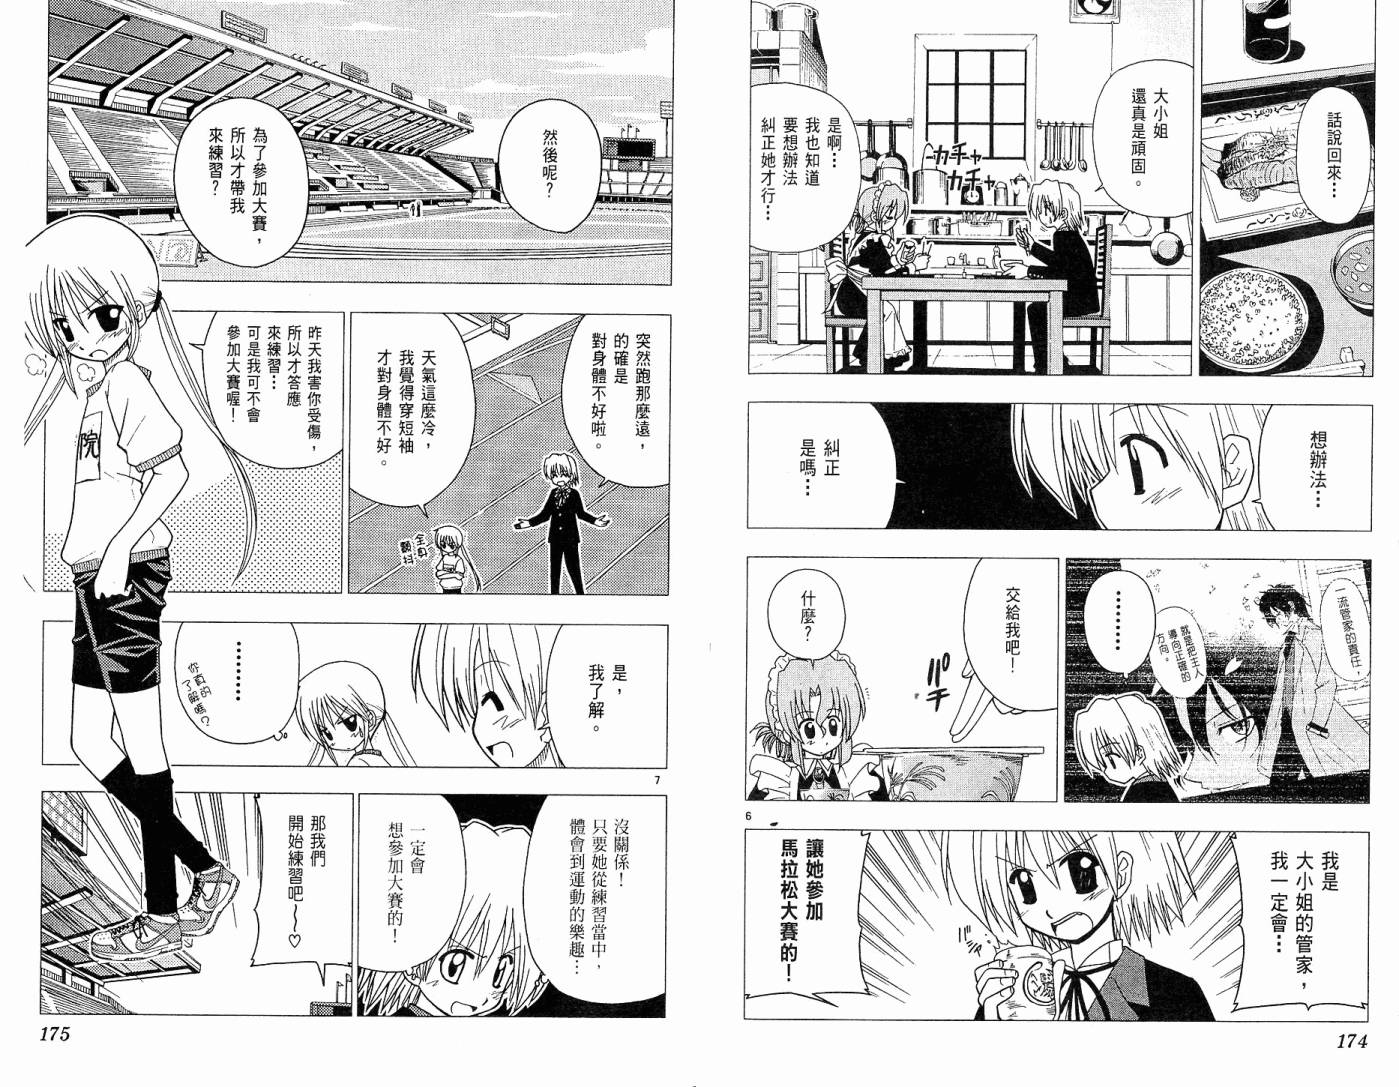 話說回來⋯
大小姐
還真是頑固。
カチャ
カチャ
是啊⋯
我也知道
要想辦法
糾正她才行⋯
想辦法⋯
糾正
是嗎⋯
一流管家的責任,
就是把主人
導向正確的
方向。
⋯⋯⋯
交給我吧!
パチ
什麼?
6
我是
大小姐的管家,
我一定會⋯
讓她參加
馬拉松大賽的!
174
然後呢?
為了參加大賽,
所以才帶我
來練習?
突然跑那麼遠,
的確是
對身體不好啦。
天氣這麼冷,
我覺得穿短袖
才對身體不好。
全身
顫抖
昨天我害你受傷,
所以才答應
來練習⋯
可是我可不會
參加大賽喔!
院
是,
我了解。
⋯⋯⋯
你真的
了解嗎?
7
沒關係!
只要她從練習當中,
體會到運動的樂趣⋯
一定會
想參加大賽的!
那我們
開始練習吧~~♡
175